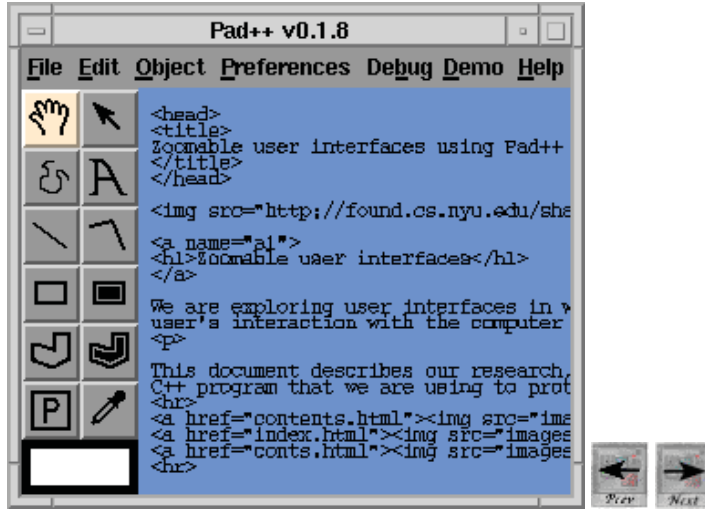 Pad++ v0.1.8
File Edit Object Preferences Debug Demo Help
<head>
<title>
Zoomable user interfaces using Pad++
</title>
</head>
<img src="http://found.cs.nyu.edu/sha
<a name="a1">
<h1>Zoomable user interfaces</h1>
</a>
We are exploring user interfaces in w
user's interaction with the computer
<p>
This document describes our research,
C++ program that we are using to prot
<hr>
<a href="contents.html"><img src="ima
<a href="index.html"><img src="images
<a href="conts.html"><img src="images
<hr>
A
P
Prev Next